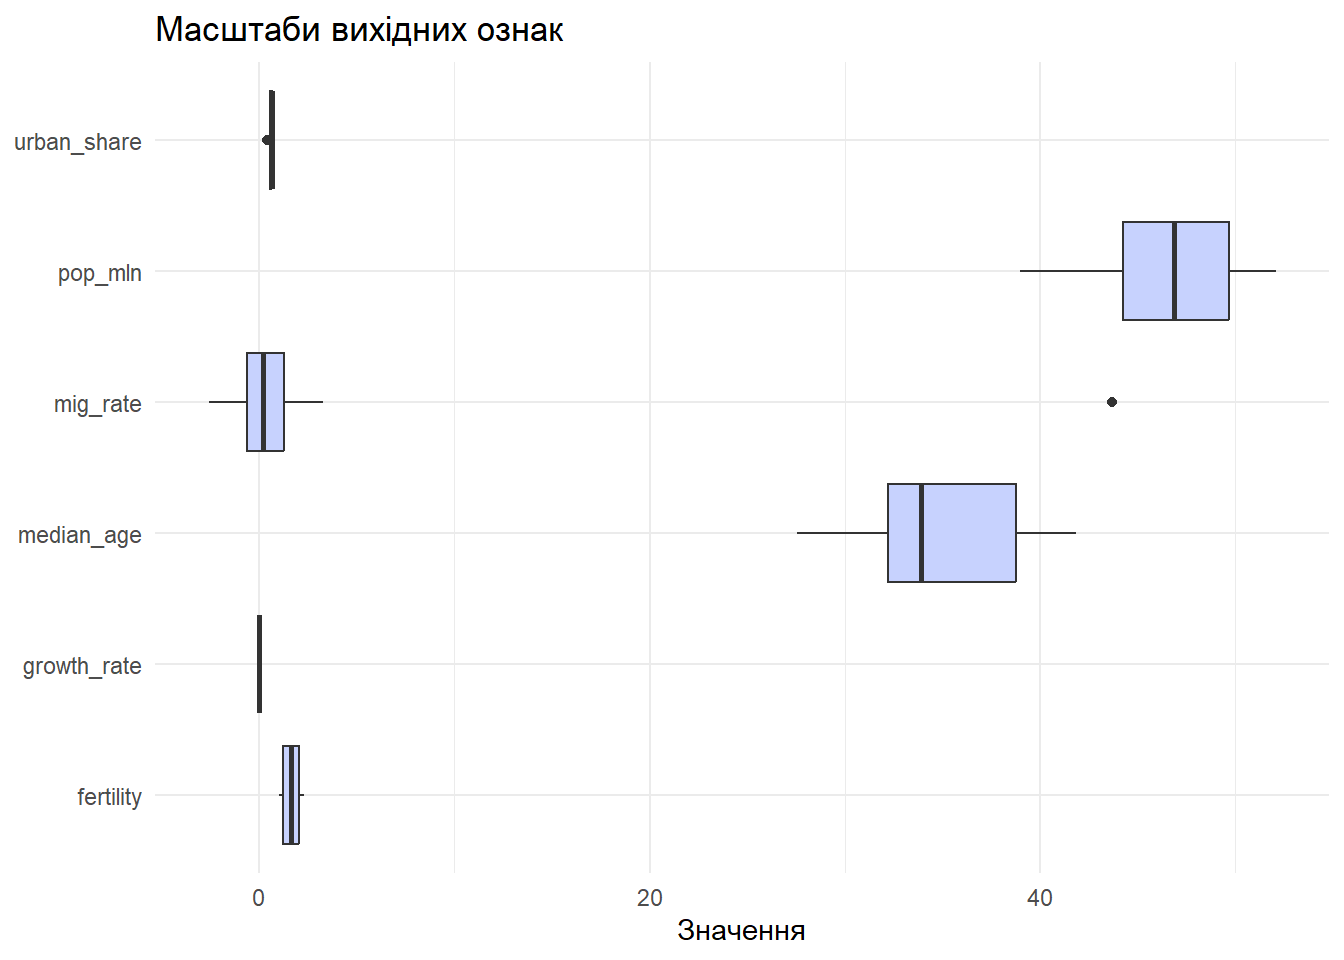 Масштаби вихідних ознак
urban_share
pop_mln
mig_rate
median_age
growth_rate
fertility
0 20 40
Значення